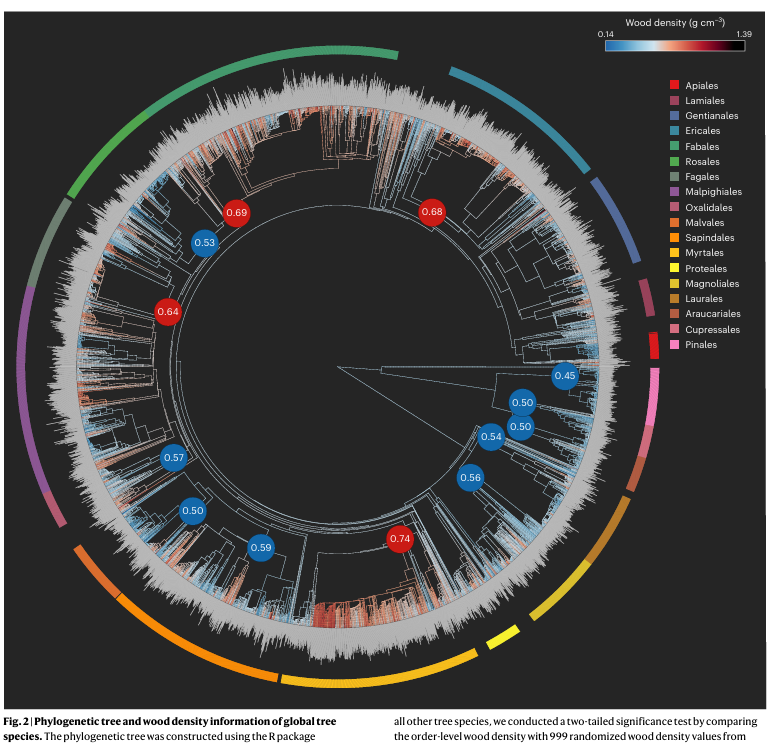 Wood density (g cm⁻³)
0.14 1.39
Apiales
Lamiales
Gentianales
Ericales
Fabales
Rosales
Fagales
Malpighiales
Oxalidales
Malvales
Sapindales
Myrtales
Proteales
Magnoliales
Laurales
Araucariales
Cupressales
Pinales
0.69
0.68
0.53
0.64
0.45
0.50
0.50
0.54
0.57
0.56
0.50
0.74
0.59
Fig. 2 | Phylogenetic tree and wood density information of global tree
species. The phylogenetic tree was constructed using the R package
all other tree species, we conducted a two-tailed significance test by comparing
the order-level wood density with 999 randomized wood density values from